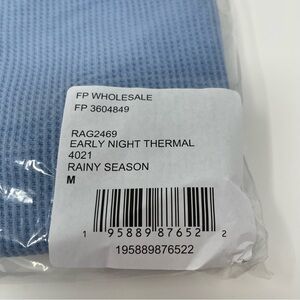 FP WHOLESALE
FP 3604849
RAG2469
EARLY NIGHT THERMAL
4021
RAINY SEASON
M
1 95889 87652 2
195889876522